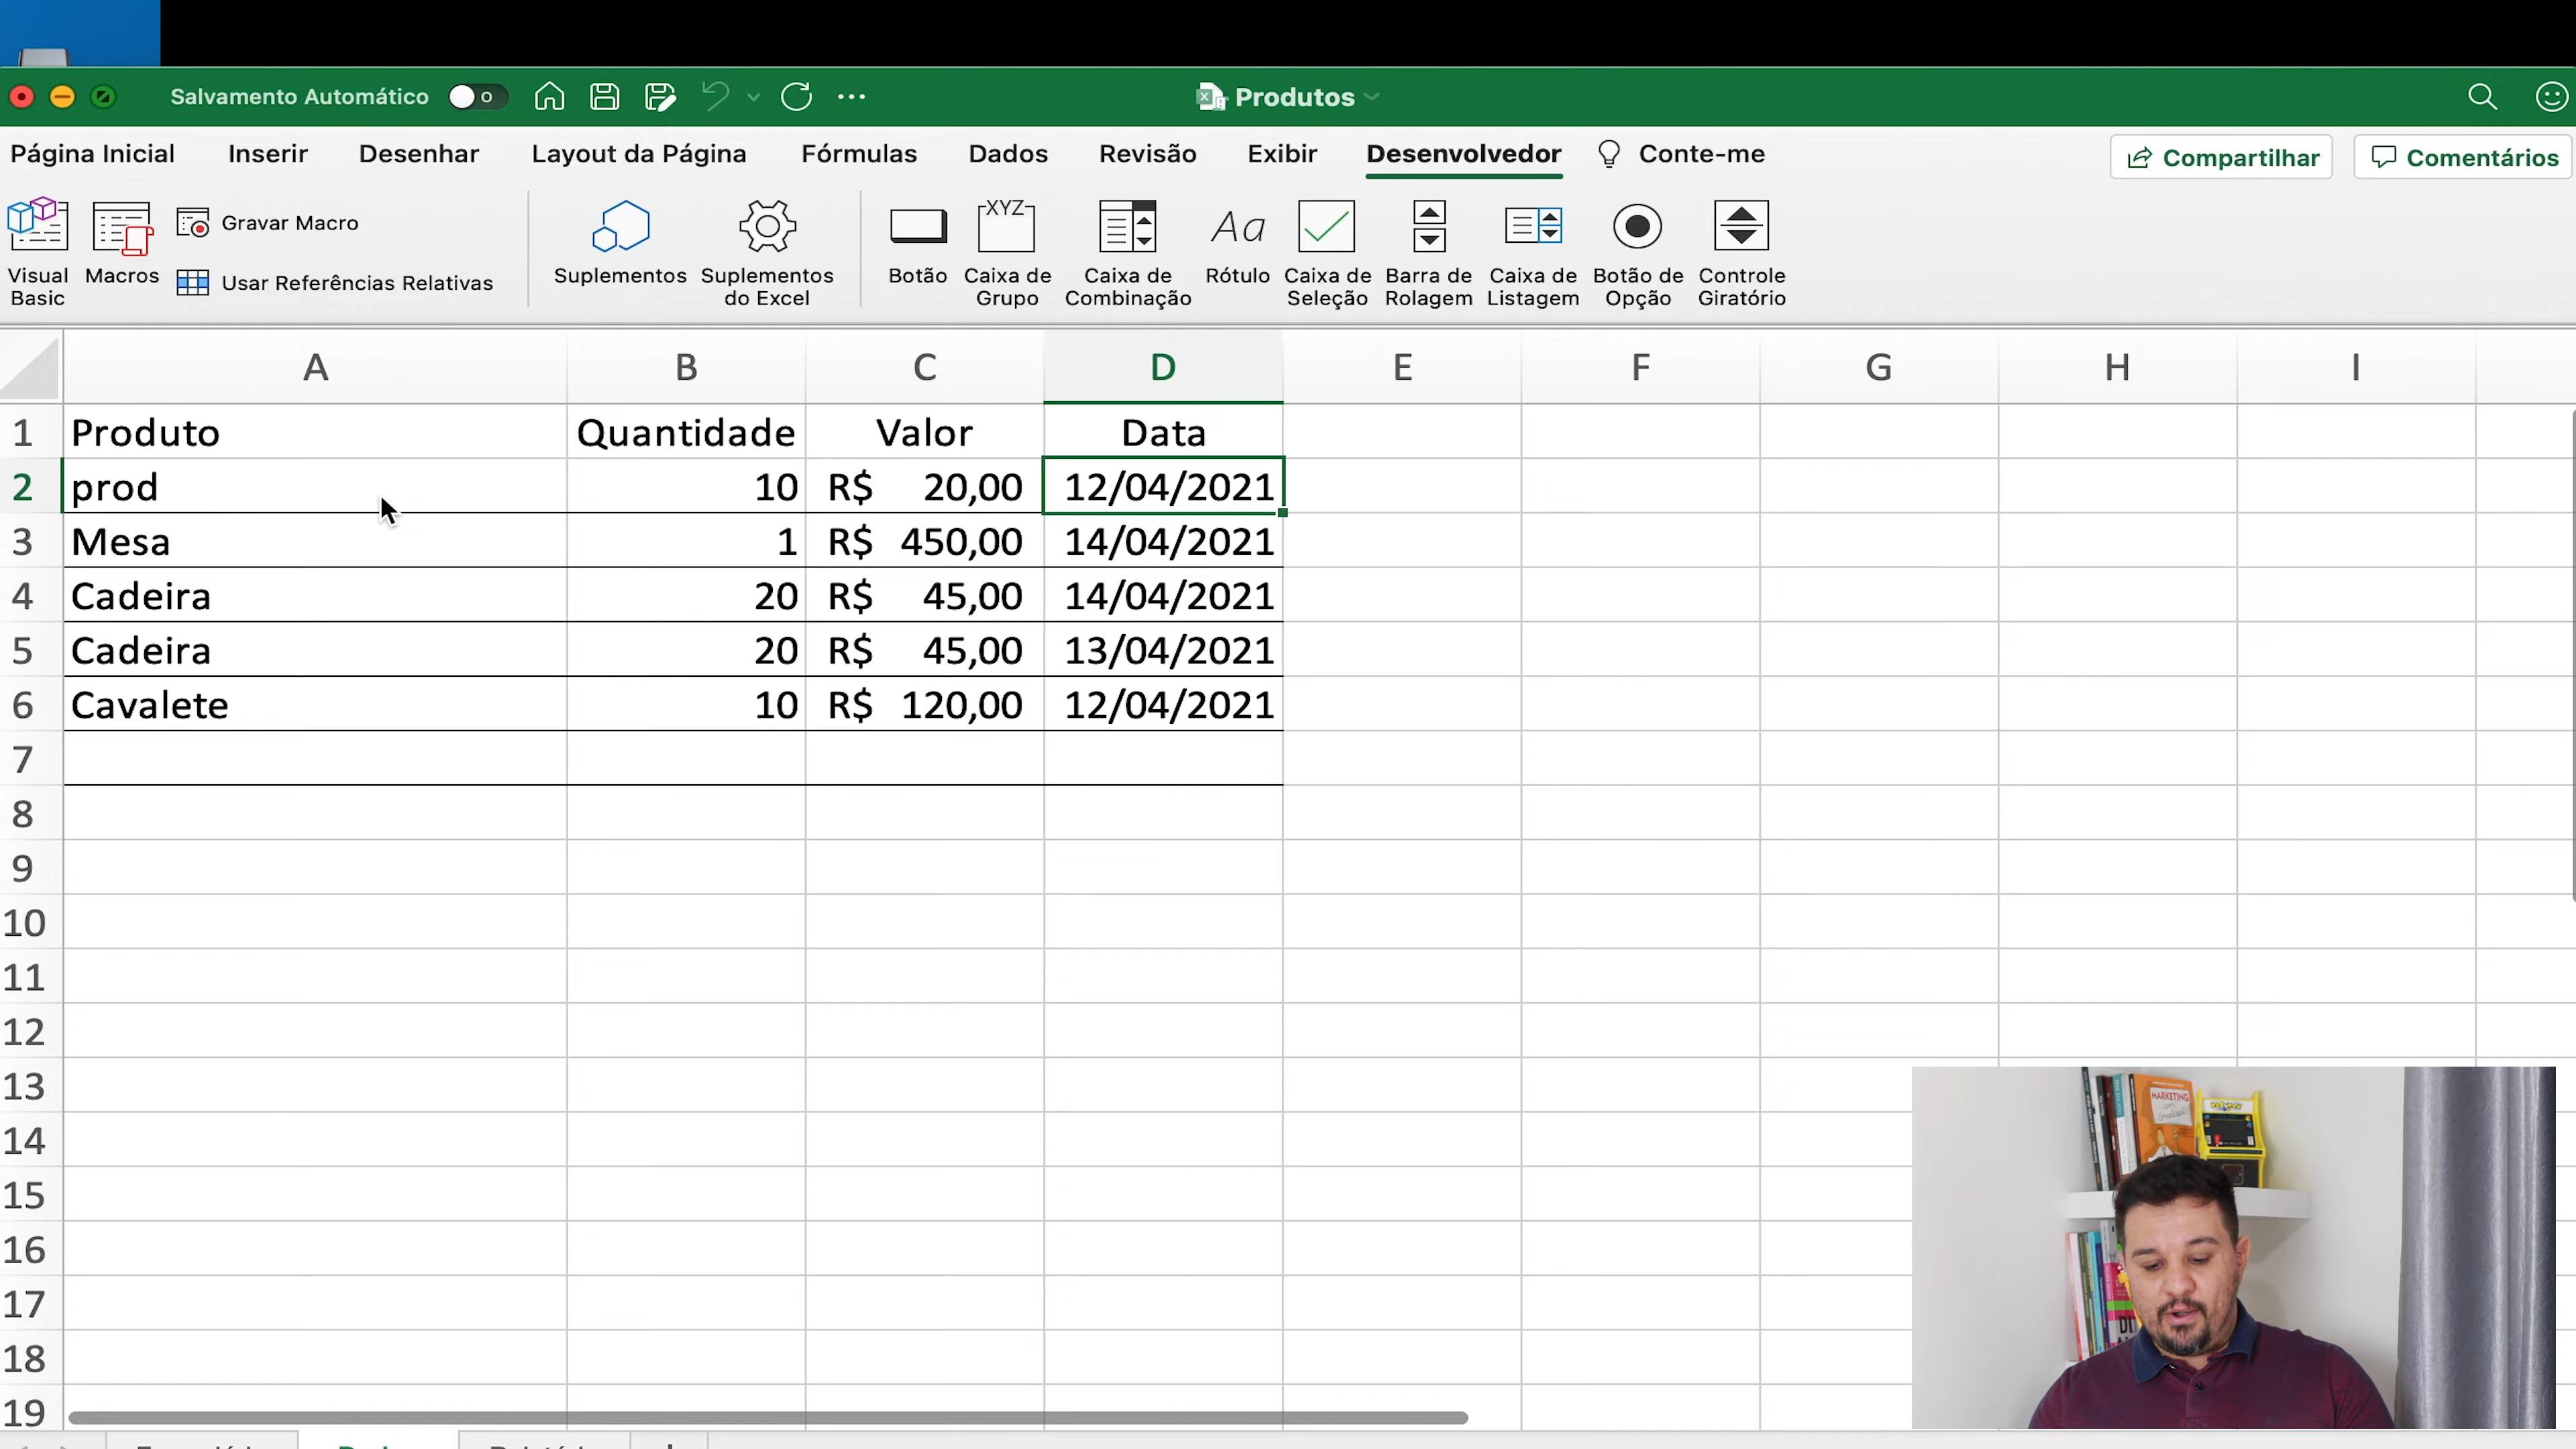 Salvamento Automático
Produtos
Página Inicial Inserir Desenhar Layout da Página Fórmulas Dados Revisão Exibir Desenvolvedor Conte-me Compartilhar Comentários
Visual Basic
Macros
Gravar Macro
Usar Referências Relativas
Suplementos
Suplementos do Excel
Botão
XYZ
Caixa de Grupo
Caixa de Combinação
Aa
Rótulo
Caixa de Seleção
Barra de Rolagem
Caixa de Listagem
Botão de Opção
Controle Giratório
A B C D E F G H I
1 Produto Quantidade Valor Data
2 prod 10 R$ 20,00 12/04/2021
3 Mesa 1 R$ 450,00 14/04/2021
4 Cadeira 20 R$ 45,00 14/04/2021
5 Cadeira 20 R$ 45,00 13/04/2021
6 Cavalete 10 R$ 120,00 12/04/2021
7
8
9
10
11
12
13
14
15
16
17
18
19
MARKETING